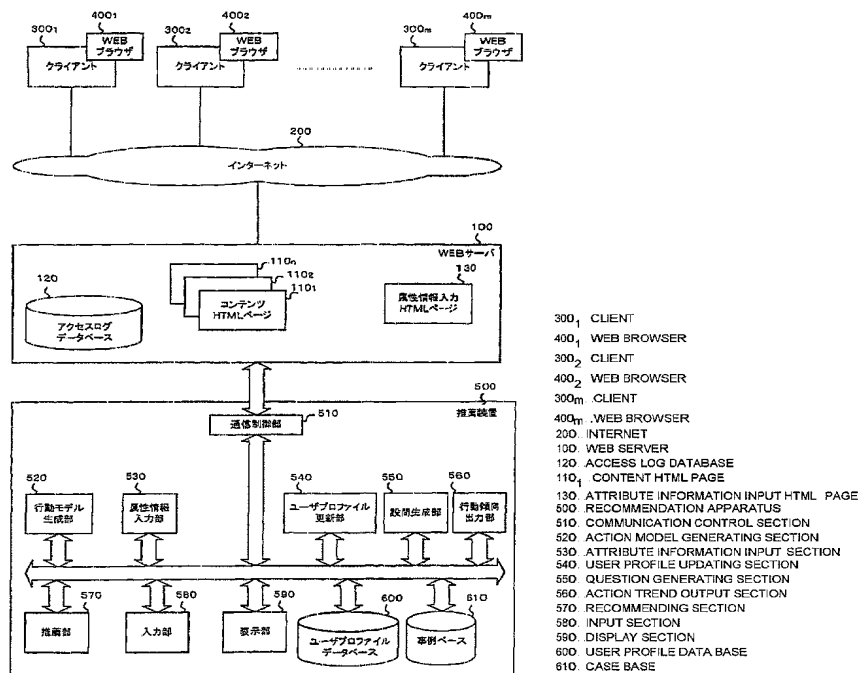 400₁
400₂
400m
300₁
WEB
ブラウザ
300₂
WEB
ブラウザ
300m
WEB
ブラウザ
クライアント
クライアント
クライアント
200
インターネット
100
WEBサーバ
110n
110₂
110₁
120
130
コンテンツ
HTMLページ
属性情報入力
HTMLページ
アクセスログ
データベース
500
推薦装置
510
通信制御部
520
530
540
550
560
行動モデル
生成部
属性情報
入力部
ユーザプロファイル
更新部
設問生成部
行動傾向
出力部
570
580
590
600
610
推薦部
入力部
表示部
ユーザプロファイル
データベース
事例ベース
300₁ CLIENT
400₁ WEB BROWSER
300₂ CLIENT
400₂ WEB BROWSER
300m .CLIENT
400m ..WEB BROWSER
200.. INTERNET
100.. WEB SERVER
120.. ACCESS LOG DATABASE
110₁ .. CONTENT HTML PAGE
130.. ATTRIBUTE INFORMATION INPUT HTML PAGE
500.. RECOMMENDATION APPARATUS
510.. COMMUNICATION CONTROL SECTION
520.. ACTION MODEL GENERATING SECTION
530.. ATTRIBUTE INFORMATION INPUT SECTION
540.. USER PROFILE UPDATING SECTION
550.. QUESTION GENERATING SECTION
560.. ACTION TREND OUTPUT SECTION
570.. RECOMMENDING SECTION
580.. INPUT SECTION
590.. DISPLAY SECTION
600.. USER PROFILE DATA BASE
610.. CASE BASE